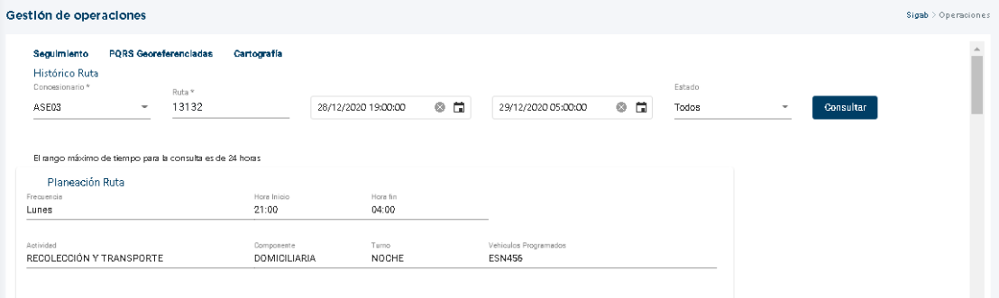 Gestión de operaciones
Sigab > Operaciones
Seguimiento PQRS Georeferenciadas Cartografía
Histórico Ruta
Concesionario * Ruta * Estado
ASE03 13132 28/12/2020 19:00:00 29/12/2020 05:00:00 Todos Consultar
El rango máximo de tiempo para la consulta es de 24 horas
Planeación Ruta
Frecuencia Hora Inicio Hora fin
Lunes 21:00 04:00
Actividad Componente Turno Vehículos Programados
RECOLECCIÓN Y TRANSPORTE DOMICILIARIA NOCHE ESN456